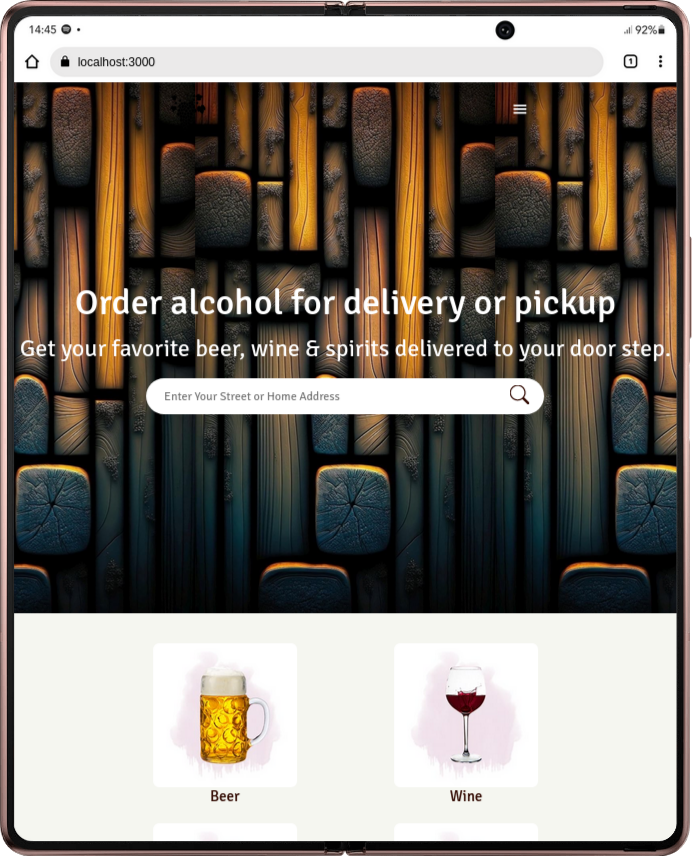 14:45
92%
localhost:3000
1
Order alcohol for delivery or pickup
Get your favorite beer, wine & spirits delivered to your door step.
Enter Your Street or Home Address
Beer
Wine